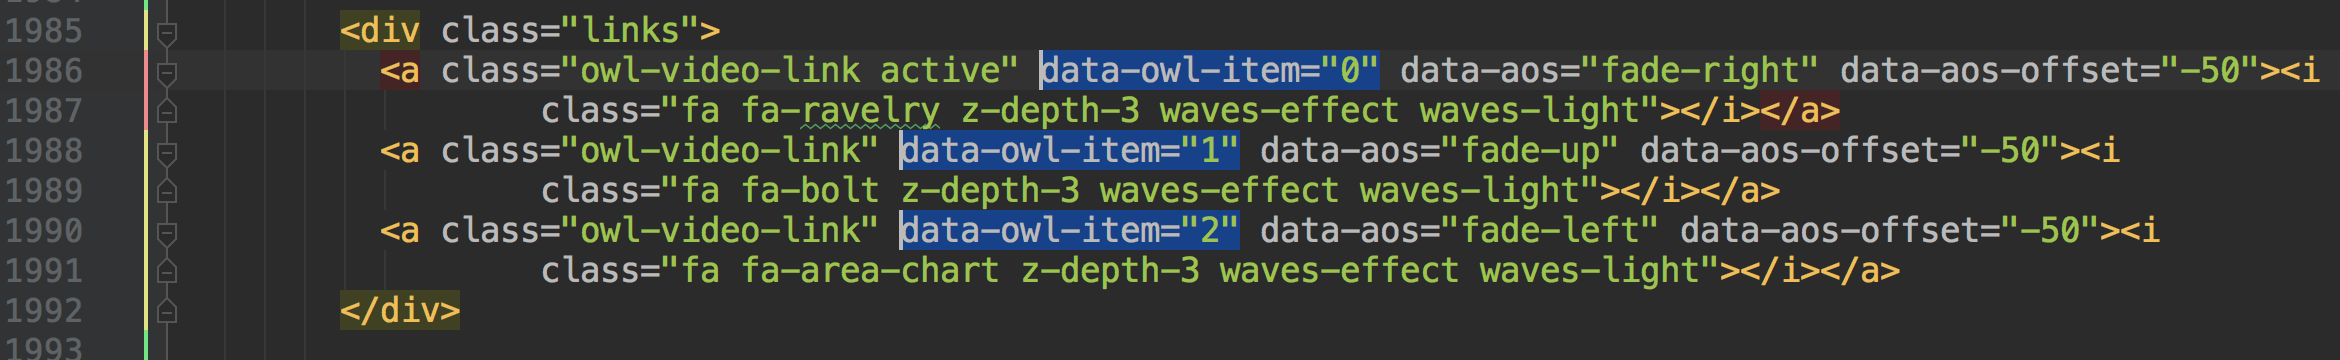 1985 <div class="links">
1986 <a class="owl-video-link active" data-owl-item="0" data-aos="fade-right" data-aos-offset="-50"><i
1987 class="fa fa-ravelry z-depth-3 waves-effect waves-light"></i></a>
1988 <a class="owl-video-link" data-owl-item="1" data-aos="fade-up" data-aos-offset="-50"><i
1989 class="fa fa-bolt z-depth-3 waves-effect waves-light"></i></a>
1990 <a class="owl-video-link" data-owl-item="2" data-aos="fade-left" data-aos-offset="-50"><i
1991 class="fa fa-area-chart z-depth-3 waves-effect waves-light"></i></a>
1992 </div>
1993